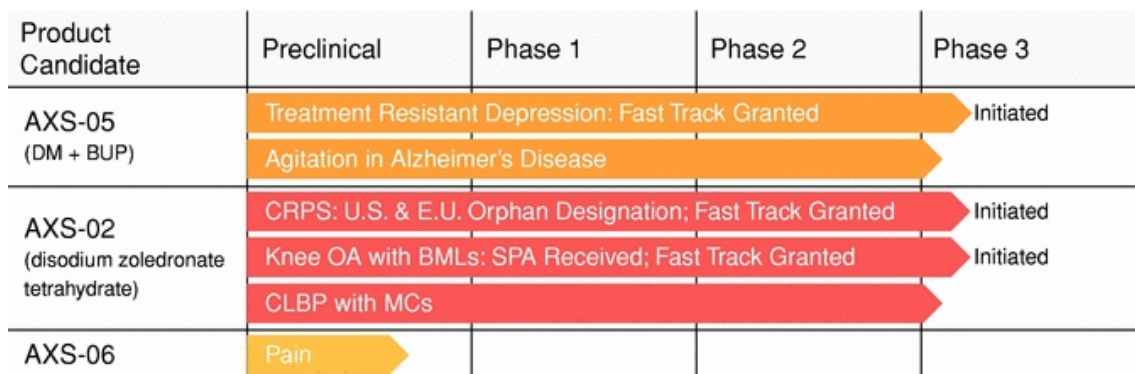 Product
Candidate
Preclinical
Phase 1
Phase 2
Phase 3
AXS-05
(DM + BUP)
Treatment Resistant Depression: Fast Track Granted
Initiated
Agitation in Alzheimer's Disease
AXS-02
(disodium zoledronate
tetrahydrate)
CRPS: U.S. & E.U. Orphan Designation; Fast Track Granted
Initiated
Knee OA with BMLs: SPA Received; Fast Track Granted
Initiated
CLBP with MCs
AXS-06
Pain